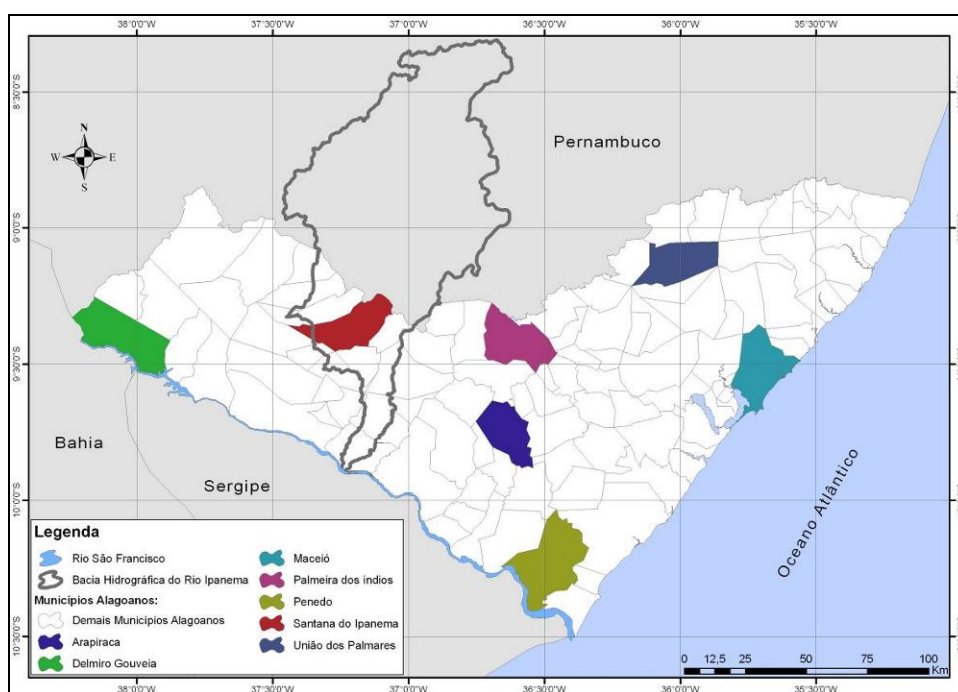 38°0'0"W 37°30'0"W 37°0'0"W 36°30'0"W 36°0'0"W 35°30'0"W
8°30'0"S
9°0'0"S
9°30'0"S
10°0'0"S
10°30'0"S
N
W E
S
Pernambuco
Bahia
Sergipe
Oceano Atlântico
Legenda
Rio São Francisco
Bacia Hidrográfica do Rio Ipanema
Municípios Alagoanos:
Demais Municípios Alagoanos
Arapiraca
Delmiro Gouveia
Maceió
Palmeira dos índios
Penedo
Santana do Ipanema
União dos Palmares
0 12,5 25 50 75 100
Km
38°0'0"W 37°30'0"W 37°0'0"W 36°30'0"W 36°0'0"W 35°30'0"W